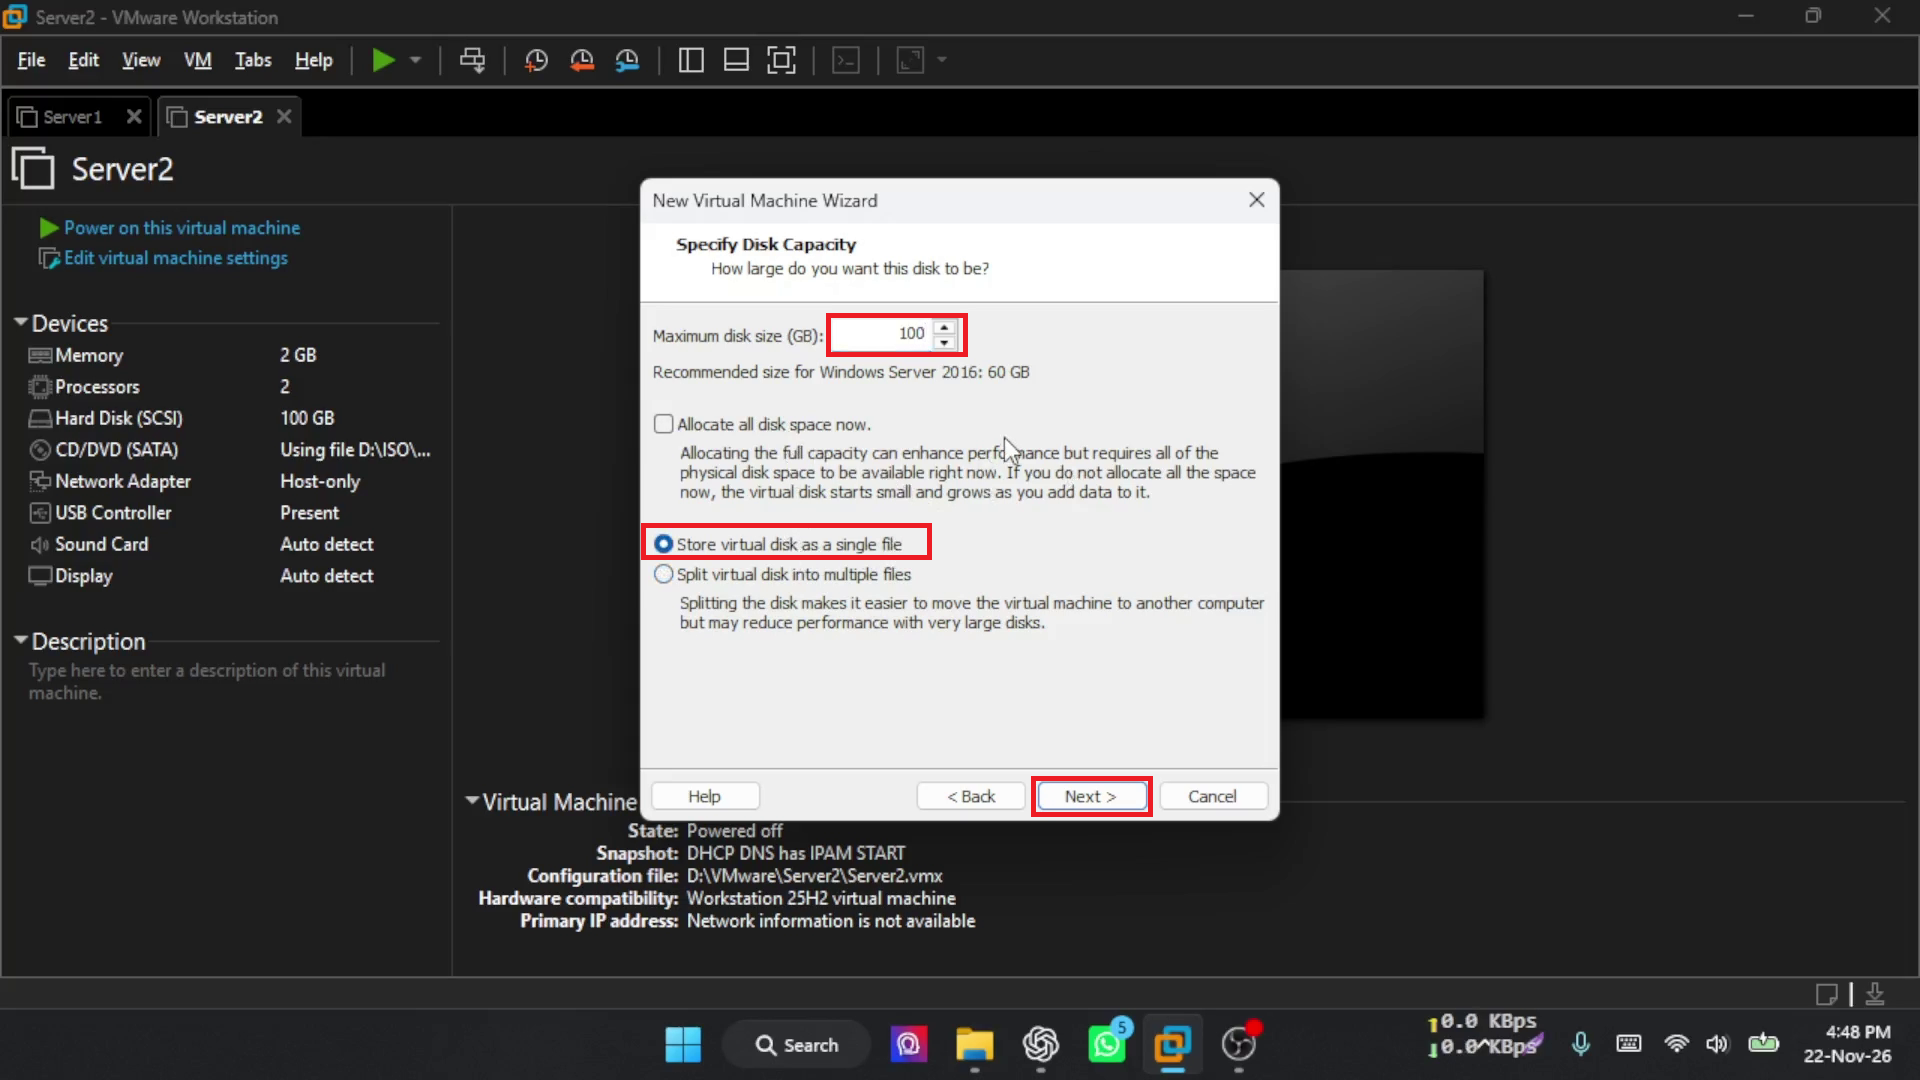 Server2 - VMware Workstation
File Edit View VM Tabs Help
Server1 Server2
Server2
Power on this virtual machine
Edit virtual machine settings
Devices
Memory 2 GB
Processors 2
Hard Disk (SCSI) 100 GB
CD/DVD (SATA) Using file D:\ISO\...
Network Adapter Host-only
USB Controller Present
Sound Card Auto detect
Display Auto detect
Description
Type here to enter a description of this virtual
machine.
New Virtual Machine Wizard
Specify Disk Capacity
How large do you want this disk to be?
Maximum disk size (GB): 100
Recommended size for Windows Server 2016: 60 GB
Allocate all disk space now.
Allocating the full capacity can enhance performance but requires all of the
physical disk space to be available right now. If you do not allocate all the space
now, the virtual disk starts small and grows as you add data to it.
Store virtual disk as a single file
Split virtual disk into multiple files
Splitting the disk makes it easier to move the virtual machine to another computer
but may reduce performance with very large disks.
Help < Back Next > Cancel
Virtual Machine
State: Powered off
Snapshot: DHCP DNS has IPAM START
Configuration file: D:\VMware\Server2\Server2.vmx
Hardware compatibility: Workstation 25H2 virtual machine
Primary IP address: Network information is not available
Search
5
0.0 KBps
0.0 KBps
4:48 PM
22-Nov-26